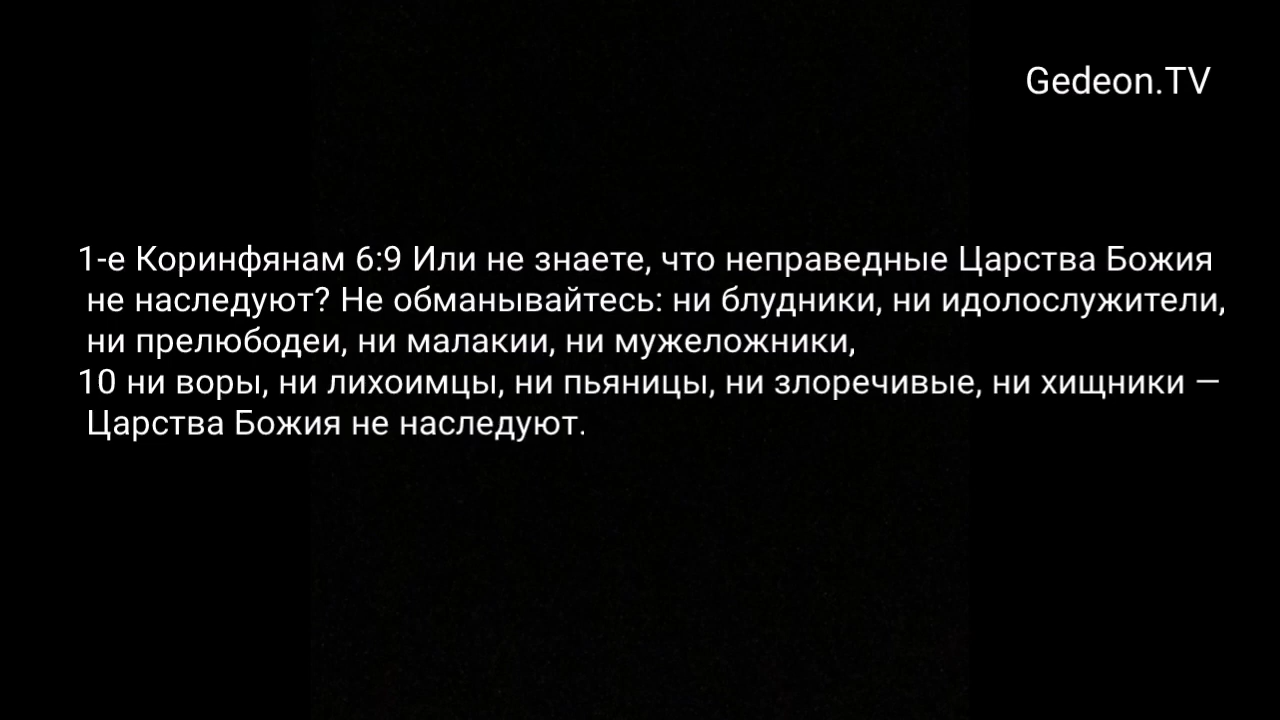 Gedeon.TV
1-е Коринфянам 6:9 Или не знаете, что неправедные Царства Божия
не наследуют? Не обманывайтесь: ни блудники, ни идолослужители,
ни прелюбодеи, ни малакии, ни мужеложники,
10 ни воры, ни лихоимцы, ни пьяницы, ни злоречивые, ни хищники —
Царства Божия не наследуют.